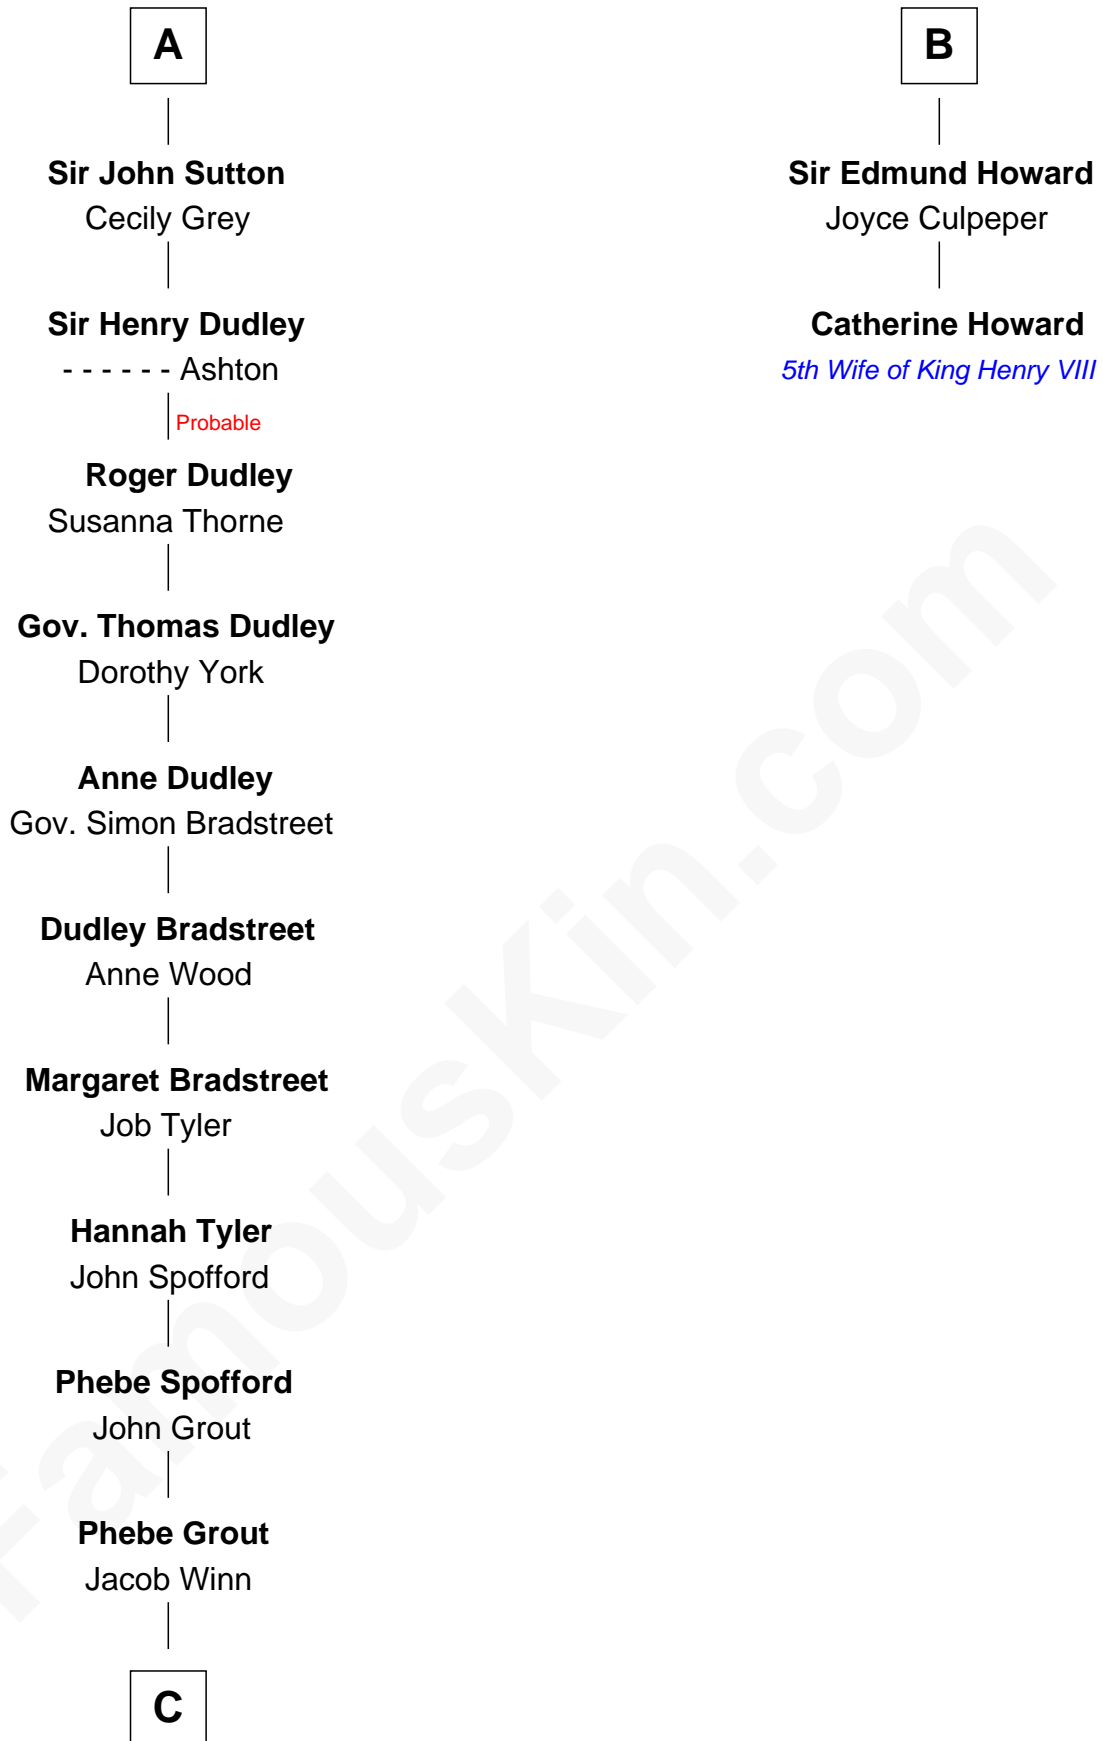 A
Sir John Sutton
Cecily Grey
Sir Henry Dudley
- - - - - - Ashton
Probable
Roger Dudley
Susanna Thorne
Gov. Thomas Dudley
Dorothy York
Anne Dudley
Gov. Simon Bradstreet
Dudley Bradstreet
Anne Wood
Margaret Bradstreet
Job Tyler
Hannah Tyler
John Spofford
Phebe Spofford
John Grout
Phebe Grout
Jacob Winn
C
B
Sir Edmund Howard
Joyce Culpeper
Catherine Howard
5th Wife of King Henry VIII
FamousKin.com